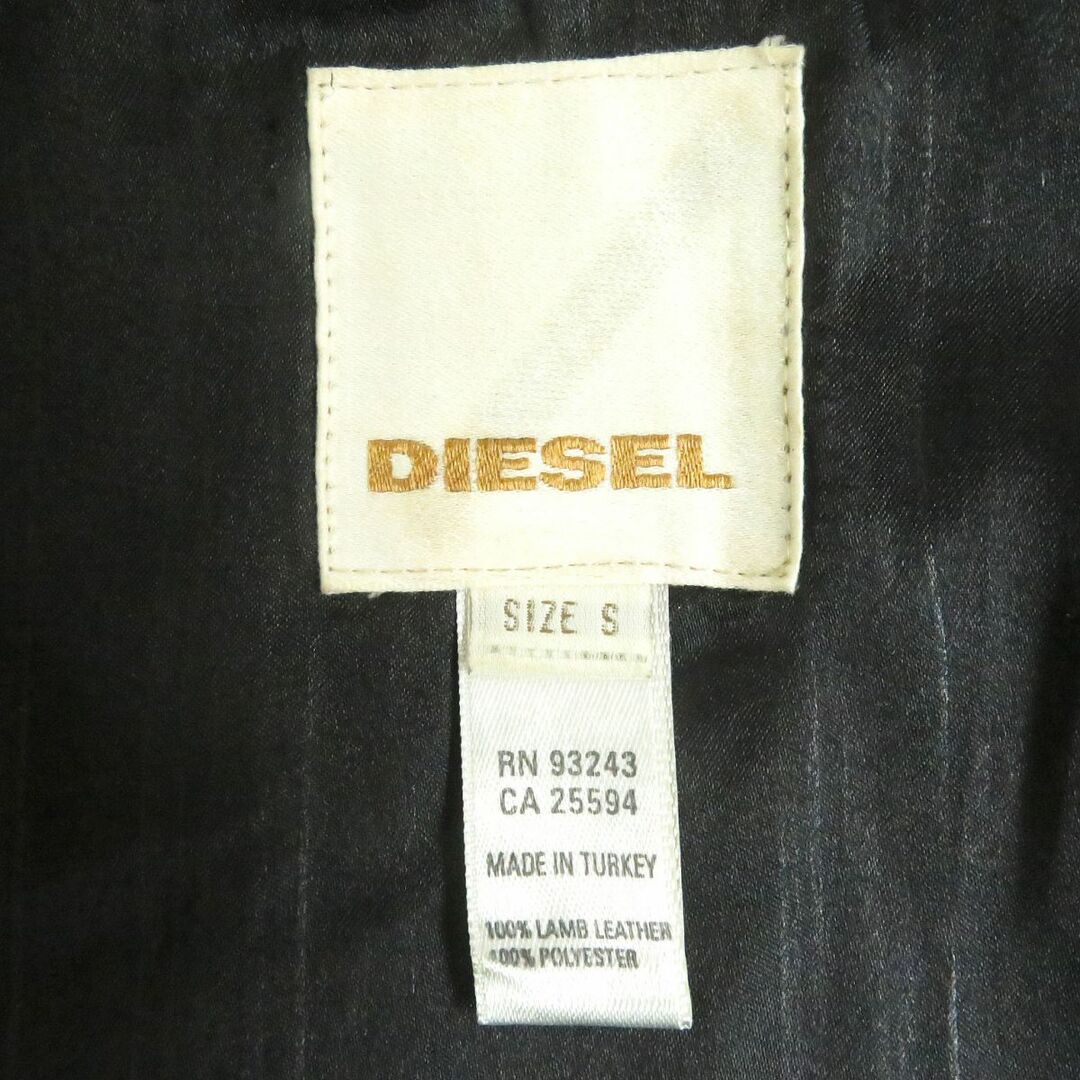 DIESEL
SIZE S
RN 93243
CA 25594
MADE IN TURKEY
100% LAMB LEATHER
100% POLYESTER